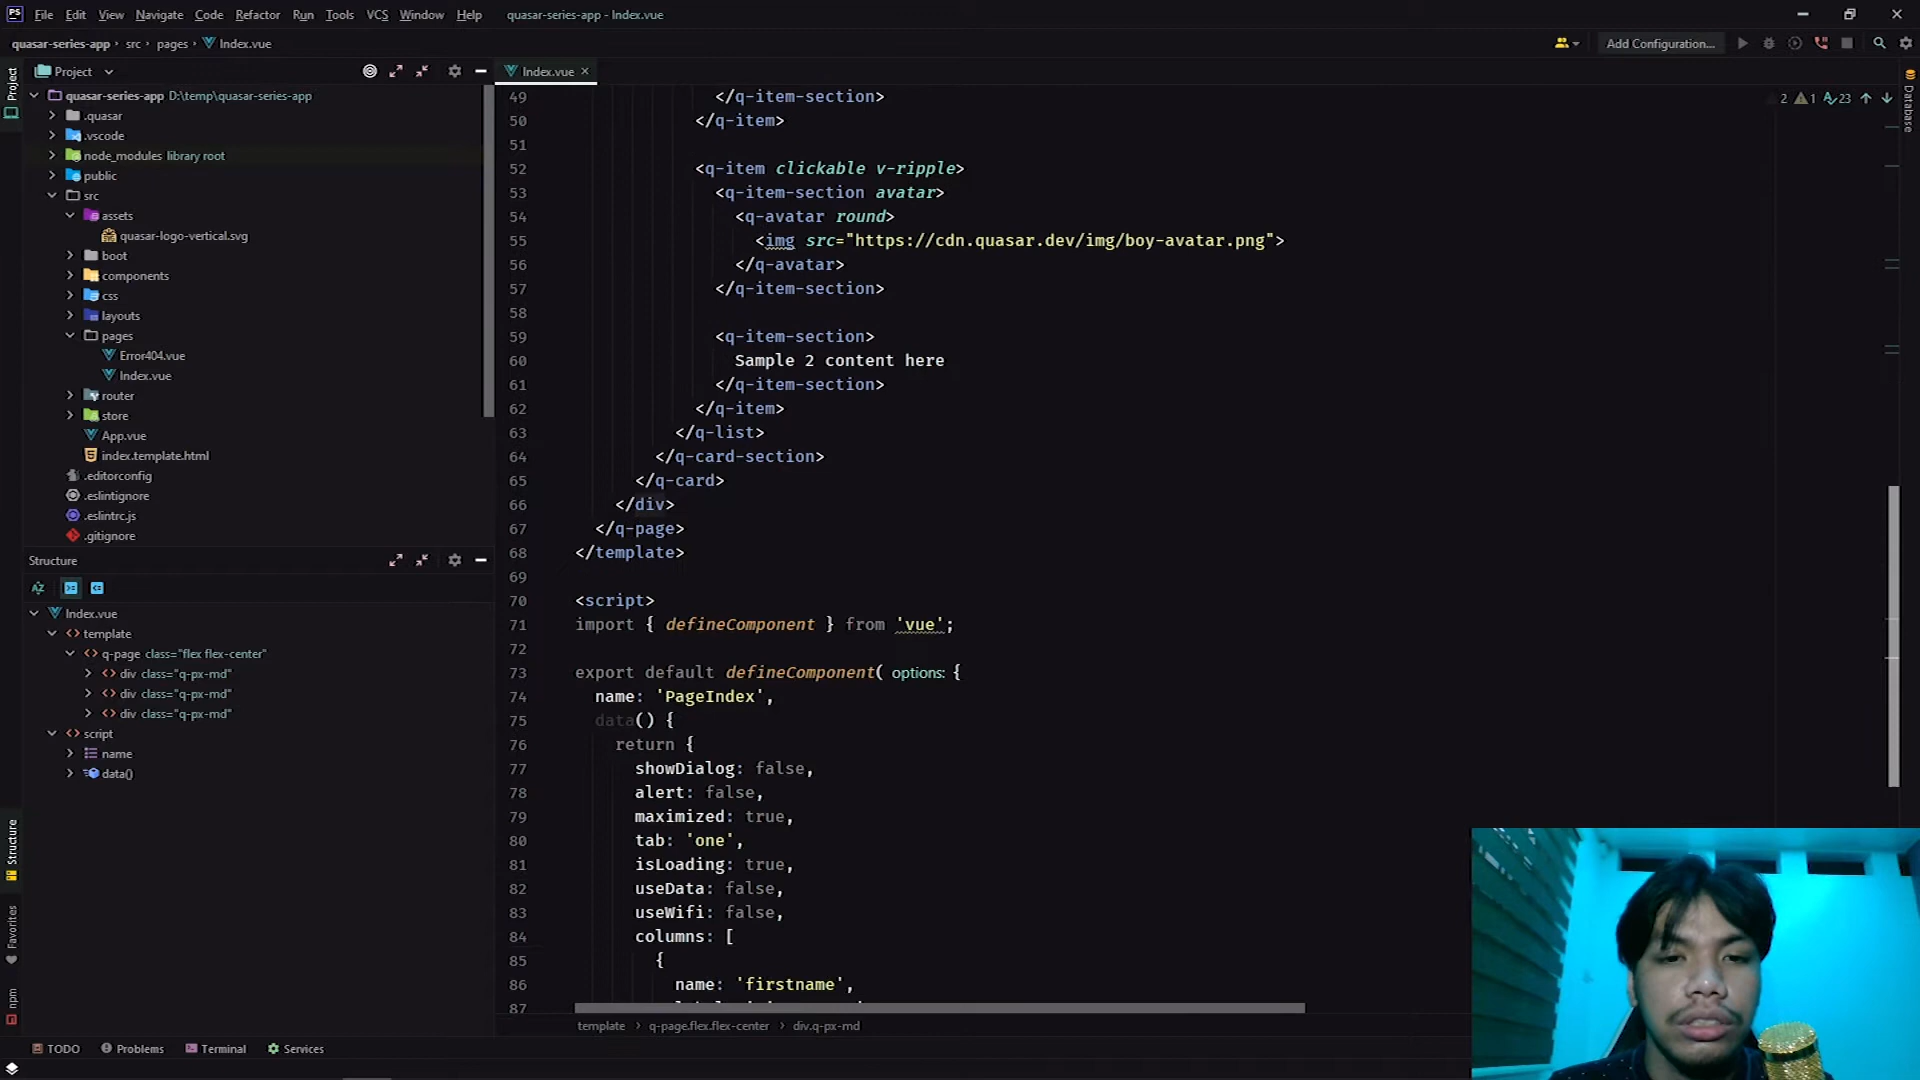 PS File Edit View Navigate Code Refactor Run Tools VCS Window Help quasar-series-app - Index.vue
quasar-series-app › src › pages › Index.vue
Add Configuration...
Project
Project
quasar-series-app D:\temp\quasar-series-app
.quasar
.vscode
node_modules library root
public
src
assets
quasar-logo-vertical.svg
boot
components
css
layouts
pages
Error404.vue
Index.vue
router
store
App.vue
index.template.html
.editorconfig
.eslintignore
.eslintrc.js
.gitignore
Structure
Index.vue
template
q-page class="flex flex-center"
div class="q-px-md"
div class="q-px-md"
div class="q-px-md"
script
name
data()
Structure
Favorites
npm
Index.vue
2 1 23
Database
49 </q-item-section>
50 </q-item>
51
52 <q-item clickable v-ripple>
53 <q-item-section avatar>
54 <q-avatar round>
55 <img src="https://cdn.quasar.dev/img/boy-avatar.png">
56 </q-avatar>
57 </q-item-section>
58
59 <q-item-section>
60 Sample 2 content here
61 </q-item-section>
62 </q-item>
63 </q-list>
64 </q-card-section>
65 </q-card>
66 </div>
67 </q-page>
68 </template>
69
70 <script>
71 import { defineComponent } from 'vue';
72
73 export default defineComponent( options: {
74 name: 'PageIndex',
75 data() {
76 return {
77 showDialog: false,
78 alert: false,
79 maximized: true,
80 tab: 'one',
81 isLoading: true,
82 useData: false,
83 useWifi: false,
84 columns: [
85 {
86 name: 'firstname',
87
template › q-page.flex.flex-center › div.q-px-md
TODO Problems Terminal Services